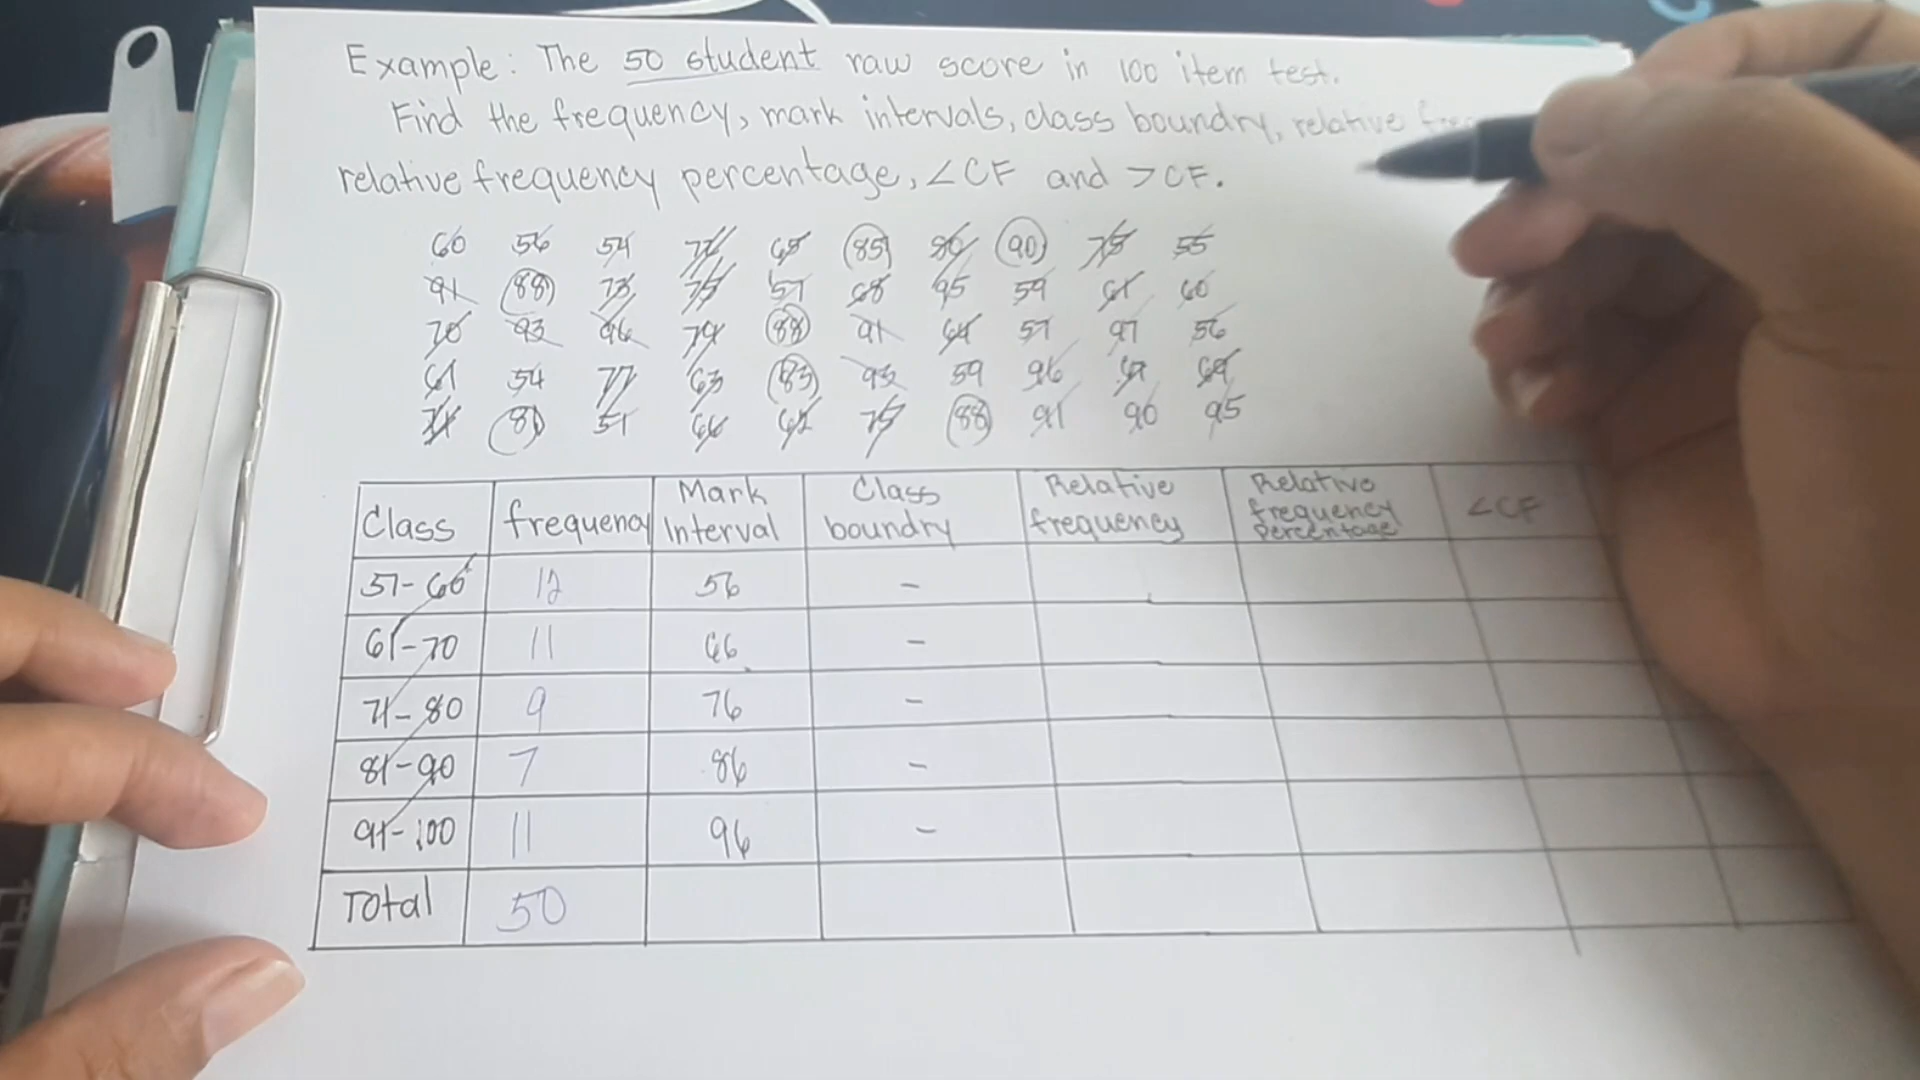 Example: The 50 student raw score in 100 item test.
Find the frequency, mark intervals, class boundry, relative
relative frequency percentage, <CF and >CF.
60 56 54 76 65 85 80 90 75 55
91 88 73 75 57 68 95 59 61 60
70 93 96 79 88 91 64 57 97 56
61 54 77 63 83 93 59 96 67 69
71 81 51 66 62 75 88 91 96 95
Class frequency Mark Interval Class boundry Relative frequency Relative frequency Percentage <CF
51-60 12 56 -
61-70 11 66 -
71-80 9 76 -
81-90 7 86 -
91-100 11 96 -
Total 50